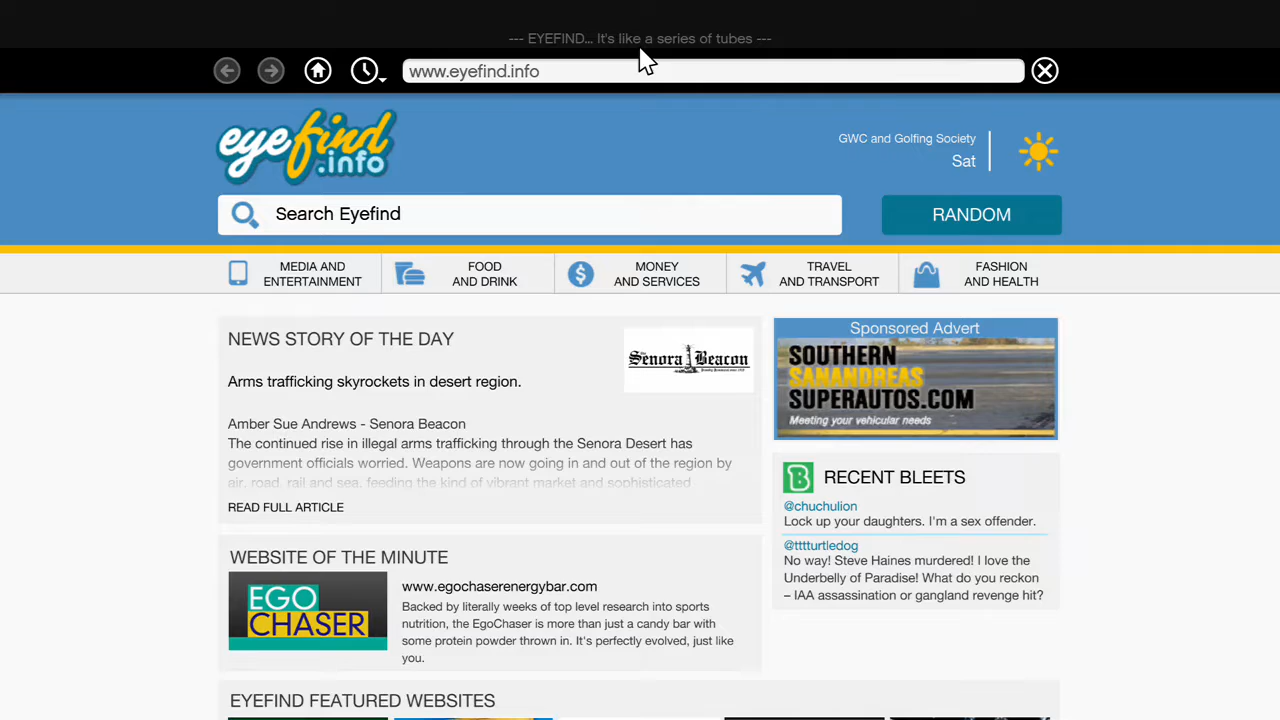 --- EYEFIND... It's like a series of tubes ---
www.eyefind.info
eyefind
.info
GWC and Golfing Society
Sat
Search Eyefind
RANDOM
MEDIA AND
ENTERTAINMENT
FOOD
AND DRINK
MONEY
AND SERVICES
TRAVEL
AND TRANSPORT
FASHION
AND HEALTH
NEWS STORY OF THE DAY
Senora Beacon
Arms trafficking skyrockets in desert region.
Amber Sue Andrews - Senora Beacon
The continued rise in illegal arms trafficking through the Senora Desert has
government officials worried. Weapons are now going in and out of the region by
air, road, rail and sea, feeding the kind of vibrant market and sophisticated
READ FULL ARTICLE
Sponsored Advert
SOUTHERN
SANANDREAS
SUPERAUTOS.COM
Meeting your vehicular needs
B
RECENT BLEETS
@chuchulion
Lock up your daughters. I'm a sex offender.
@tttturtledog
No way! Steve Haines murdered! I love the
Underbelly of Paradise! What do you reckon
– IAA assassination or gangland revenge hit?
WEBSITE OF THE MINUTE
EGO
CHASER
www.egochaserenergybar.com
Backed by literally weeks of top level research into sports
nutrition, the EgoChaser is more than just a candy bar with
some protein powder thrown in. It's perfectly evolved, just like
you.
EYEFIND FEATURED WEBSITES